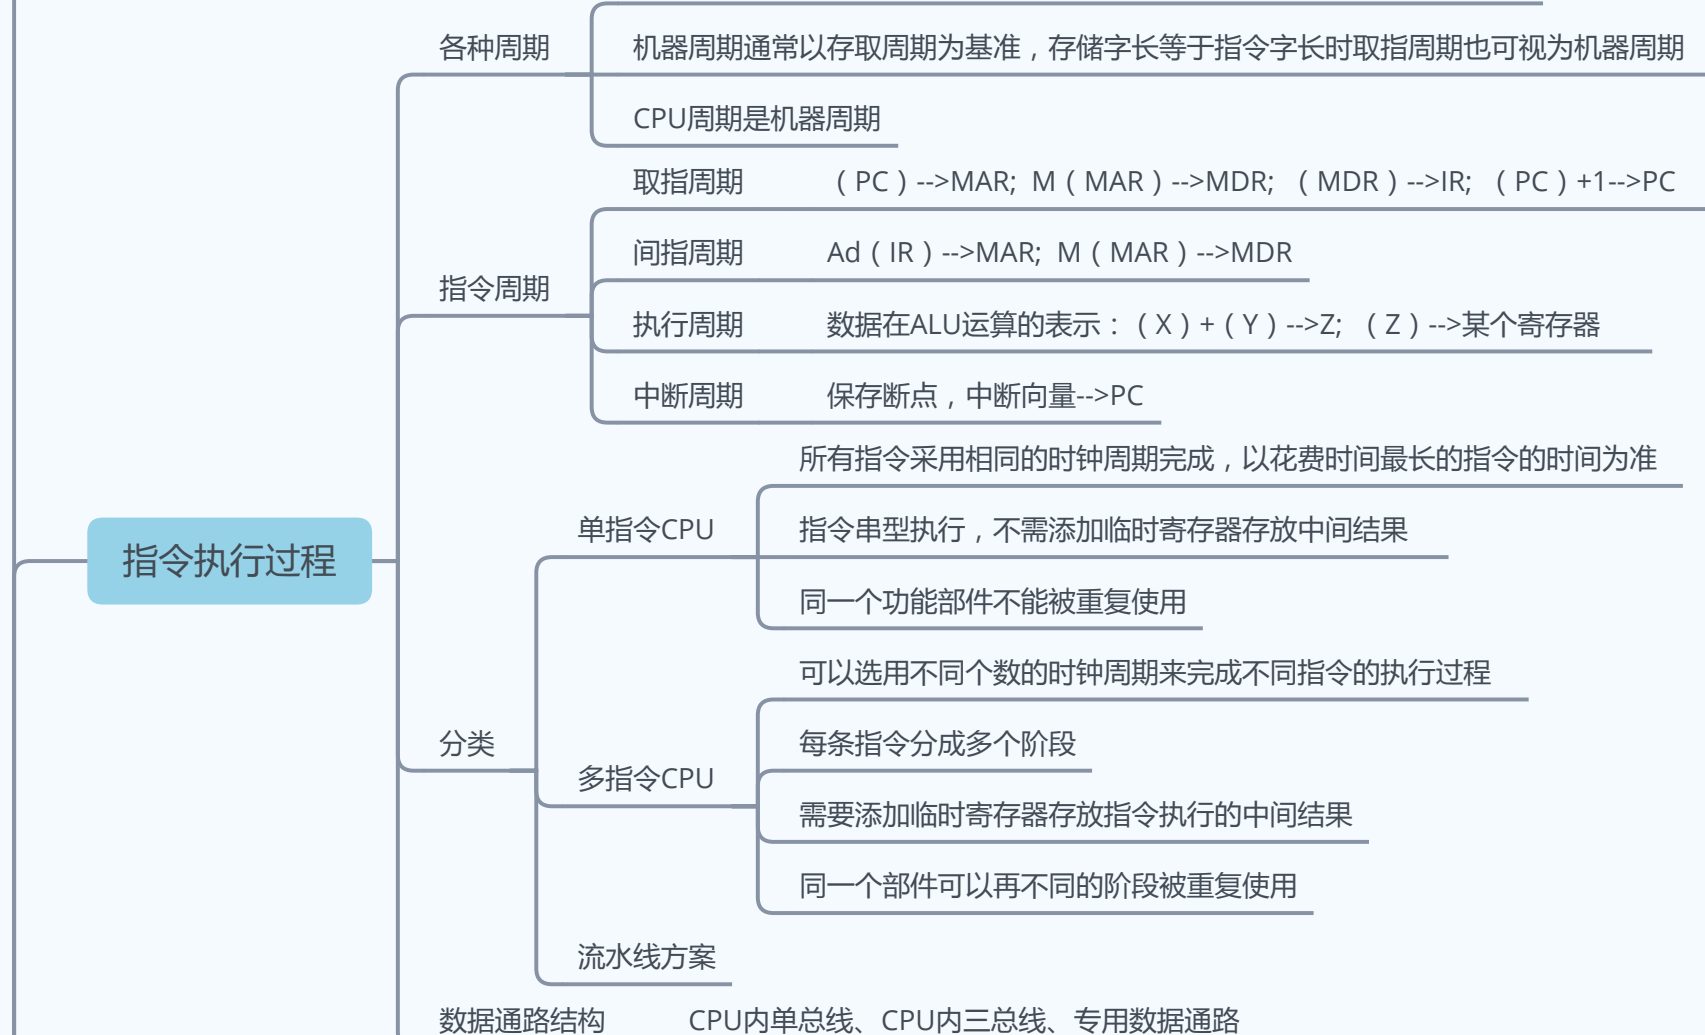 各种周期
机器周期通常以存取周期为基准，存储字长等于指令字长时取指周期也可视为机器周期
CPU周期是机器周期
指令周期
取指周期 （PC）-->MAR; M（MAR）-->MDR; （MDR）-->IR; （PC）+1-->PC
间指周期 Ad（IR）-->MAR; M（MAR）-->MDR
执行周期 数据在ALU运算的表示：（X）+（Y）-->Z; （Z）-->某个寄存器
中断周期 保存断点，中断向量-->PC
指令执行过程
分类
单指令CPU
所有指令采用相同的时钟周期完成，以花费时间最长的指令的时间为准
指令串型执行，不需添加临时寄存器存放中间结果
同一个功能部件不能被重复使用
多指令CPU
可以选用不同个数的时钟周期来完成不同指令的执行过程
每条指令分成多个阶段
需要添加临时寄存器存放指令执行的中间结果
同一个部件可以再不同的阶段被重复使用
流水线方案
数据通路结构 CPU内单总线、CPU内三总线、专用数据通路